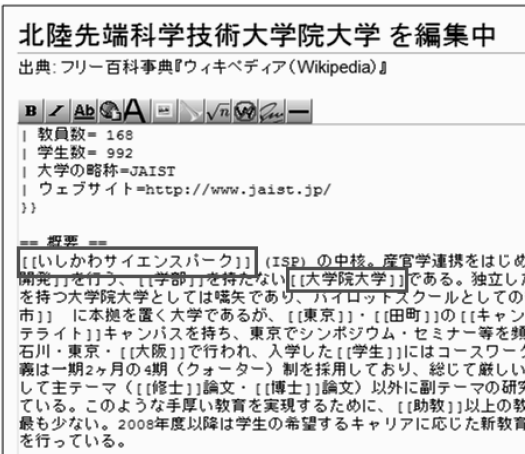 北陸先端科学技術大学院大学 を編集中
出典: フリー百科事典『ウィキペディア（Wikipedia）』
B I Ab A √n W
| 教員数= 168
| 学生数= 992
| 大学の略称=JAIST
| ウェブサイト=http://www.jaist.jp/
}}
== 概要 ==
[[いしかわサイエンスパーク]] (ISP) の中核。産官学連携をはじめ
開発]]を行う、[[学部]]を持たない[[大学院大学]]である。独立した
を持つ大学院大学としては嚆矢であり、パイロットスクールとしての
市]]　に本拠を置く大学であるが、[[東京]]・[[田町]]の[[キャン
テライト]]キャンパスを持ち、東京でシンポジウム・セミナー等を頻
石川・東京・[[大阪]]で行われ、入学した[[学生]]にはコースワーク
義は一期2ヶ月の4期（クォーター）制を採用しており、総じて厳しい
して主テーマ（[[修士]]論文・[[博士]]論文）以外に副テーマの研究
ている。このような手厚い教育を実現するために、[[助教]]以上の教
最も少ない。2008年度以降は学生の希望するキャリアに応じた新教育
を行っている。